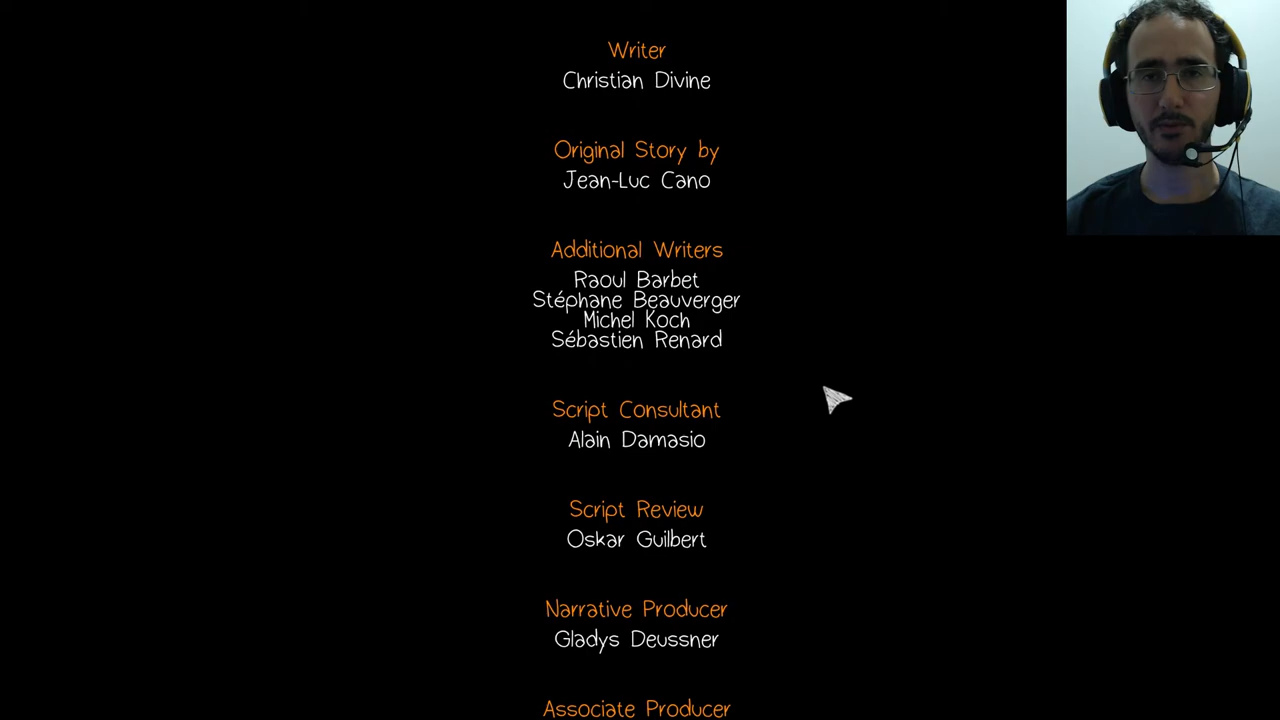 Writer
Christian Divine
Original Story by
Jean-Luc Cano
Additional Writers
Raoul Barbet
Stéphane Beauverger
Michel Koch
Sébastien Renard
Script Consultant
Alain Damasio
Script Review
Oskar Guilbert
Narrative Producer
Gladys Deussner
Associate Producer